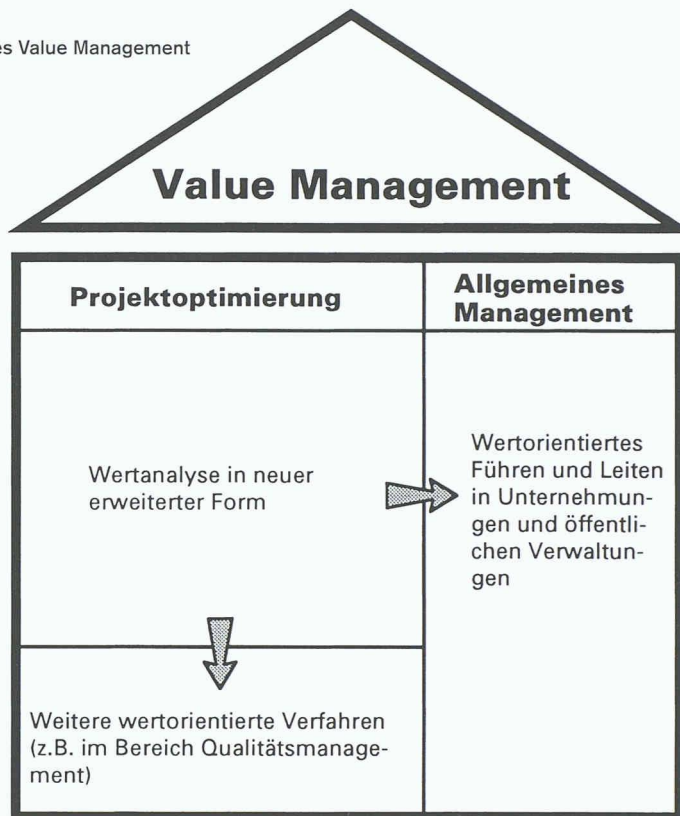 es Value Management
Value Management
Projektoptimierung
Allgemeines
Management
Wertanalyse in neuer
erweiterter Form
Wertorientiertes
Führen und Leiten
in Unternehmun-
gen und öffentli-
chen Verwaltun-
gen
Weitere wertorientierte Verfahren
(z.B. im Bereich Qualitätsmanage-
ment)